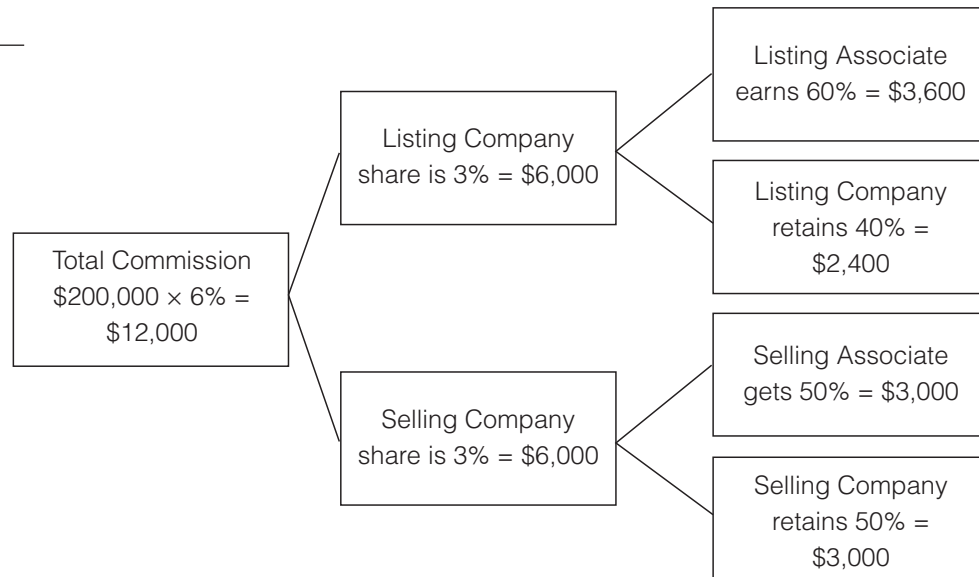 Total Commission
$200,000 × 6% =
$12,000
Listing Company
share is 3% = $6,000
Selling Company
share is 3% = $6,000
Listing Associate
earns 60% = $3,600
Listing Company
retains 40% =
$2,400
Selling Associate
gets 50% = $3,000
Selling Company
retains 50% =
$3,000